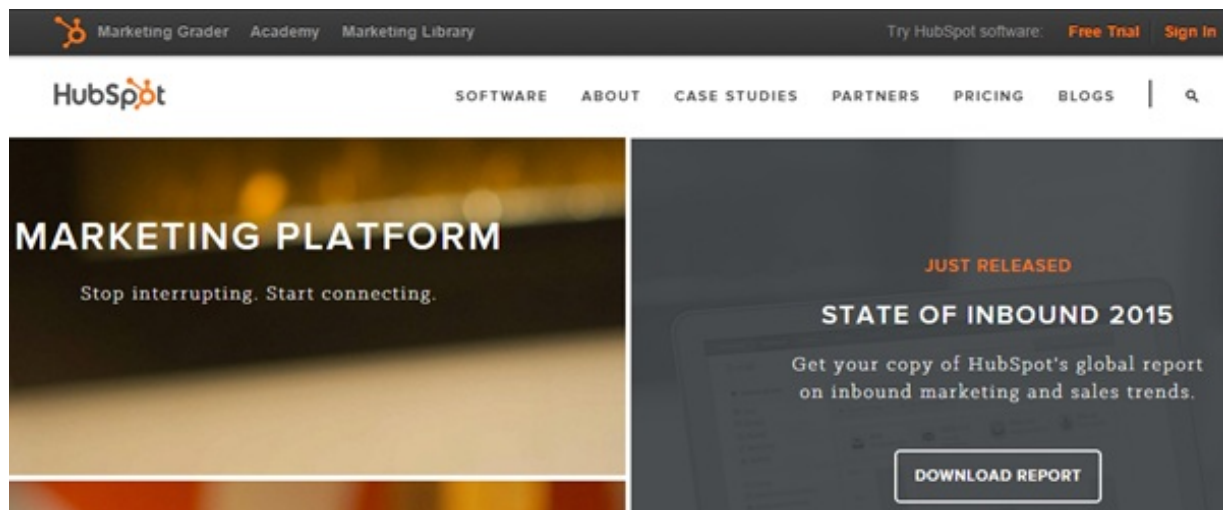 Marketing Grader Academy Marketing Library Try HubSpot software: Free Trial Sign In
HubSpot SOFTWARE ABOUT CASE STUDIES PARTNERS PRICING BLOGS
MARKETING PLATFORM
Stop interrupting. Start connecting.
JUST RELEASED
STATE OF INBOUND 2015
Get your copy of HubSpot's global report
on inbound marketing and sales trends.
DOWNLOAD REPORT